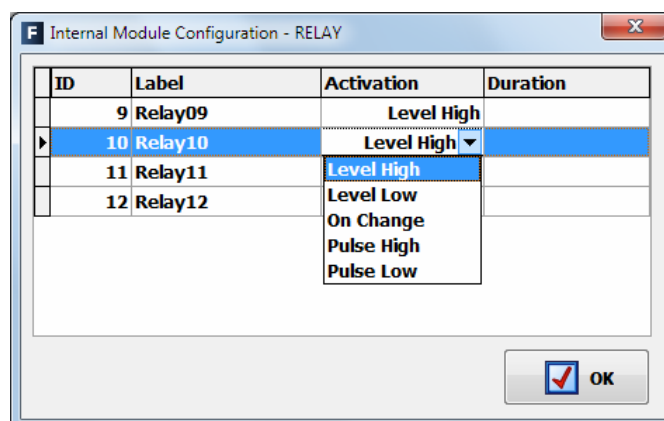 F Internal Module Configuration - RELAY
ID Label Activation Duration
9 Relay09 Level High
10 Relay10 Level High
11 Relay11 Level High
12 Relay12 Level Low
On Change
Pulse High
Pulse Low
OK